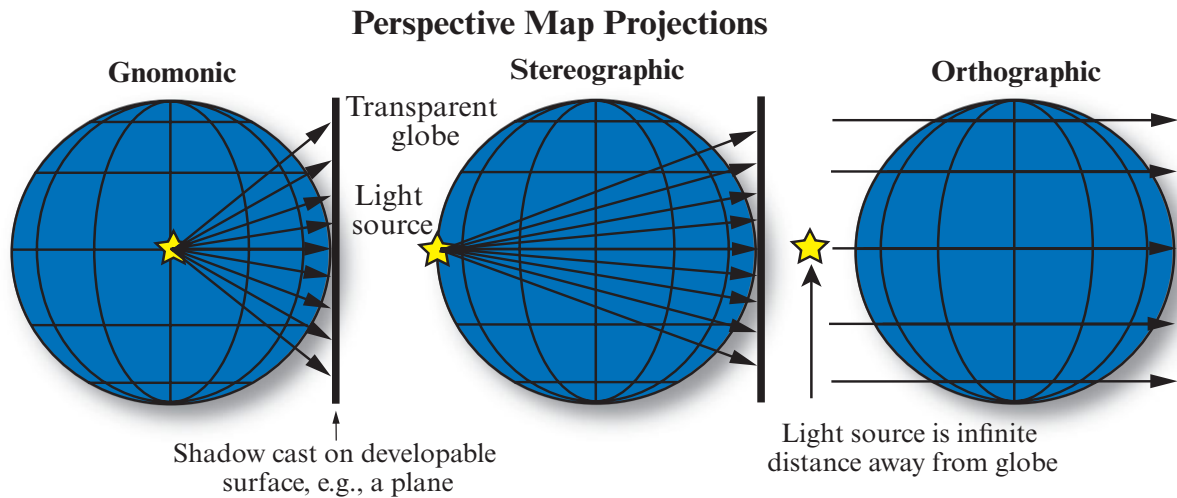 Perspective Map Projections
Gnomonic
Stereographic
Orthographic
Transparent
globe
Light
source
Shadow cast on developable
surface, e.g., a plane
Light source is infinite
distance away from globe